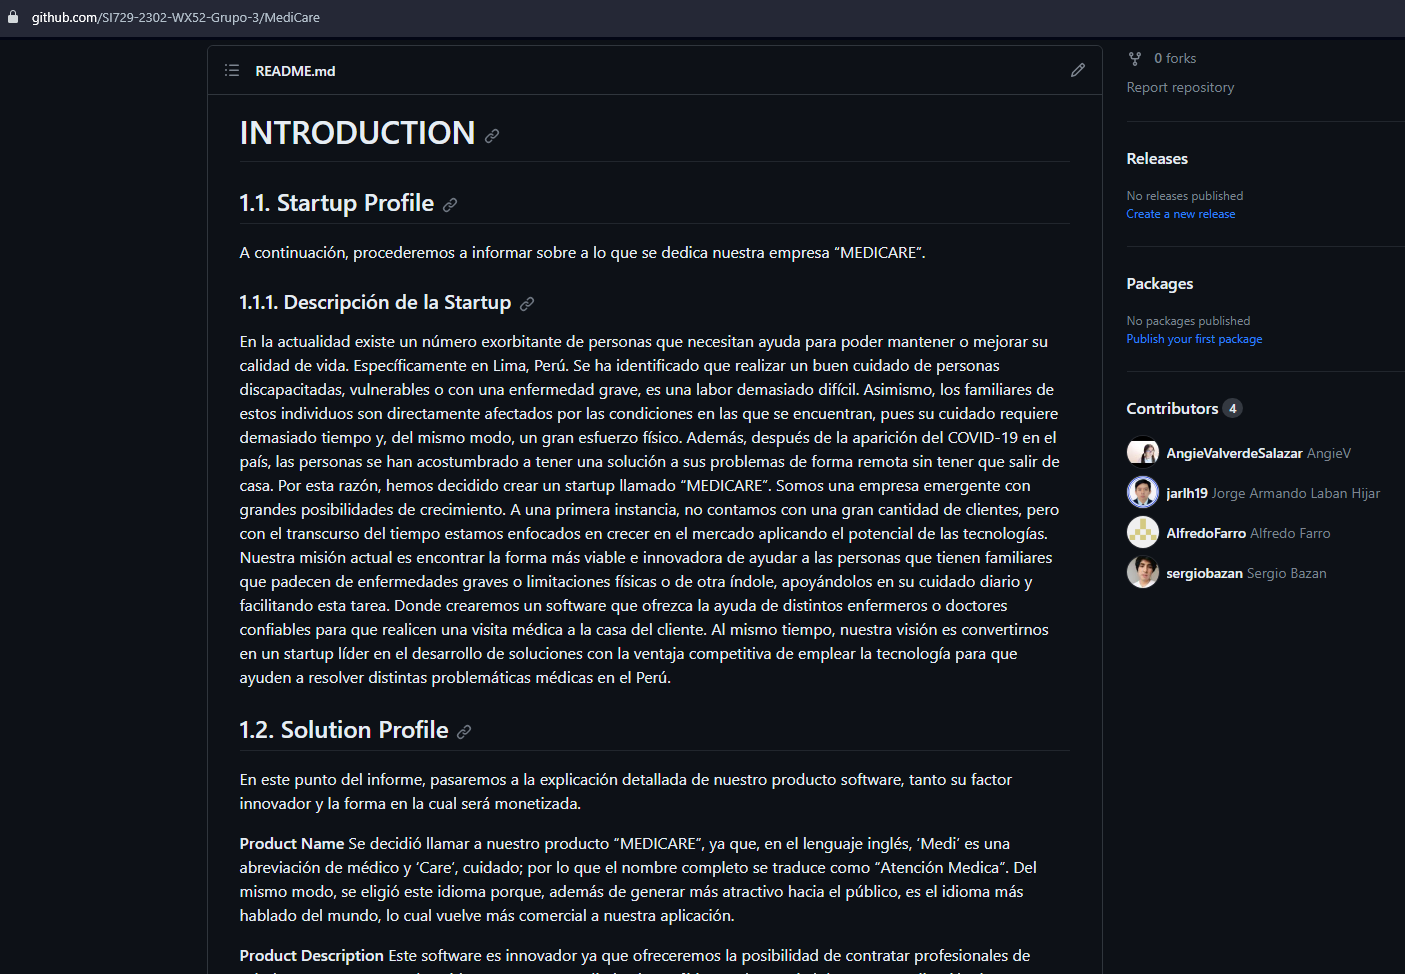 github.com/SI729-2302-WX52-Grupo-3/MediCare
README.md
INTRODUCTION
1.1. Startup Profile
A continuación, procederemos a informar sobre a lo que se dedica nuestra empresa “MEDICARE”.
1.1.1. Descripción de la Startup
En la actualidad existe un número exorbitante de personas que necesitan ayuda para poder mantener o mejorar su
calidad de vida. Específicamente en Lima, Perú. Se ha identificado que realizar un buen cuidado de personas
discapacitadas, vulnerables o con una enfermedad grave, es una labor demasiado difícil. Asimismo, los familiares de
estos individuos son directamente afectados por las condiciones en las que se encuentran, pues su cuidado requiere
demasiado tiempo y, del mismo modo, un gran esfuerzo físico. Además, después de la aparición del COVID-19 en el
país, las personas se han acostumbrado a tener una solución a sus problemas de forma remota sin tener que salir de
casa. Por esta razón, hemos decidido crear un startup llamado “MEDICARE”. Somos una empresa emergente con
grandes posibilidades de crecimiento. A una primera instancia, no contamos con una gran cantidad de clientes, pero
con el transcurso del tiempo estamos enfocados en crecer en el mercado aplicando el potencial de las tecnologías.
Nuestra misión actual es encontrar la forma más viable e innovadora de ayudar a las personas que tienen familiares
que padecen de enfermedades graves o limitaciones físicas o de otra índole, apoyándolos en su cuidado diario y
facilitando esta tarea. Donde crearemos un software que ofrezca la ayuda de distintos enfermeros o doctores
confiables para que realicen una visita médica a la casa del cliente. Al mismo tiempo, nuestra visión es convertirnos
en un startup líder en el desarrollo de soluciones con la ventaja competitiva de emplear la tecnología para que
ayuden a resolver distintas problemáticas médicas en el Perú.
1.2. Solution Profile
En este punto del informe, pasaremos a la explicación detallada de nuestro producto software, tanto su factor
innovador y la forma en la cual será monetizada.
Product Name Se decidió llamar a nuestro producto “MEDICARE”, ya que, en el lenguaje inglés, ‘Medi’ es una
abreviación de médico y ‘Care’, cuidado; por lo que el nombre completo se traduce como “Atención Medica”. Del
mismo modo, se eligió este idioma porque, además de generar más atractivo hacia el público, es el idioma más
hablado del mundo, lo cual vuelve más comercial a nuestra aplicación.
Product Description Este software es innovador ya que ofreceremos la posibilidad de contratar profesionales de
0 forks
Report repository
Releases
No releases published
Create a new release
Packages
No packages published
Publish your first package
Contributors 4
AngieValverdeSalazar AngieV
jarlh19 Jorge Armando Laban Hijar
AlfredoFarro Alfredo Farro
sergiobazan Sergio Bazan